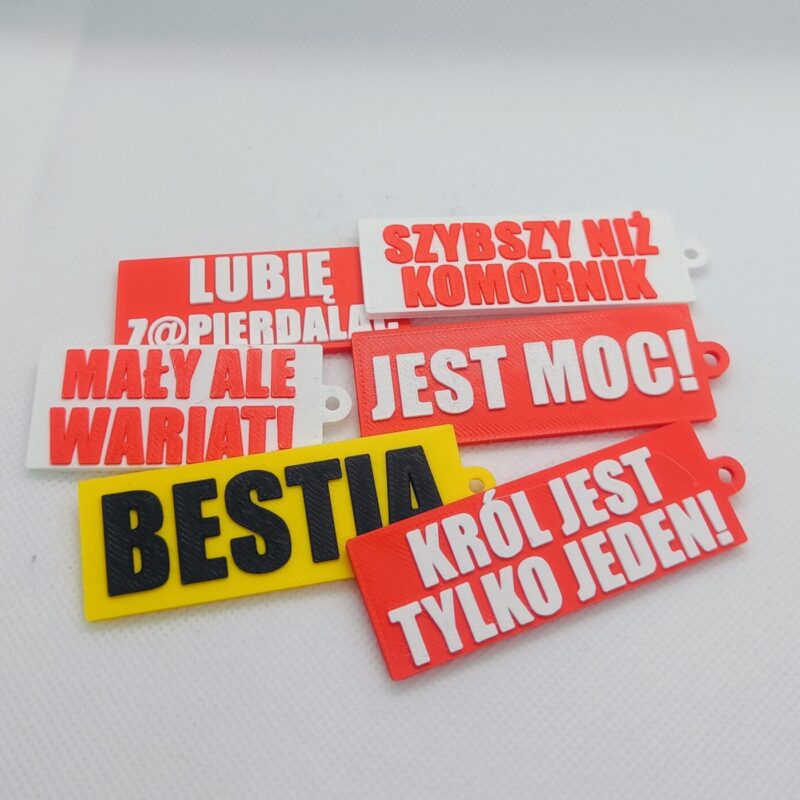 LUBIĘ
Z@PIERDALAĆ!
SZYBSZY NIŻ
KOMORNIK
MAŁY ALE
WARIAT!
JEST MOC!
BESTIA
KRÓL JEST
TYLKO JEDEN!